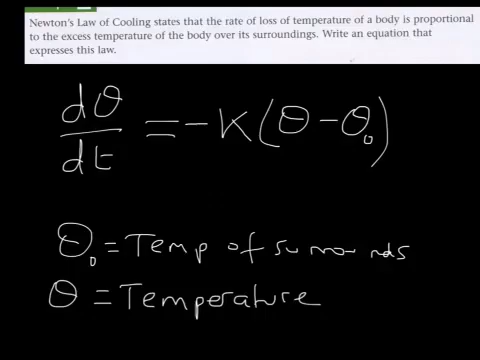 Newton's Law of Cooling states that the rate of loss of temperature of a body is proportional
to the excess temperature of the body over its surroundings. Write an equation that
expresses this law.
dθ/dt = -K(θ - θ₀)
θ₀ = Temp of surrounds
θ = Temperature